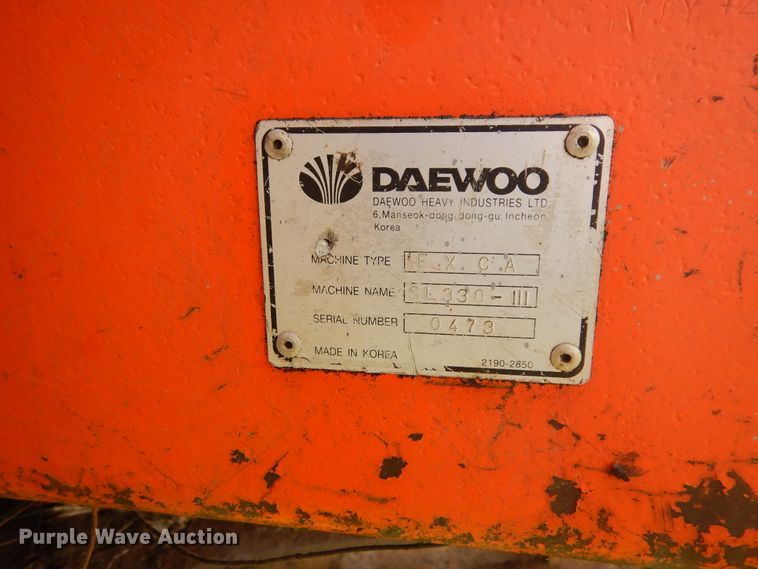 DAEWOO
DAEWOO HEAVY INDUSTRIES LTD
6, Manseok-dong, dong-gu, Incheon
Korea
MACHINE TYPE EXCA
MACHINE NAME SL330-III
SERIAL NUMBER 0473
MADE IN KOREA 2190-2850
Purple Wave Auction